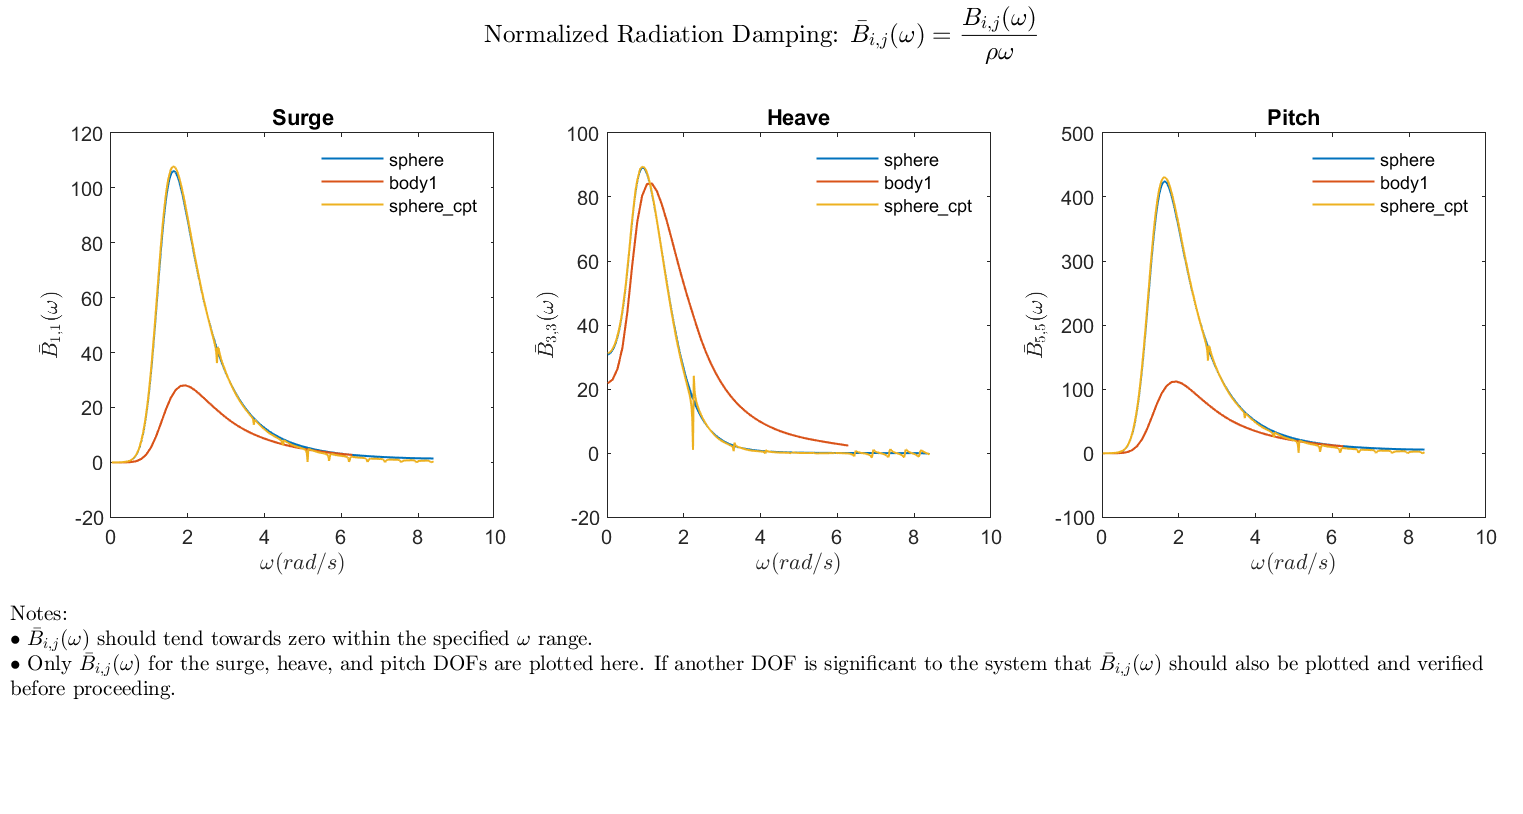 Normalized Radiation Damping: B̄_{i,j}(ω) = B_{i,j}(ω) / ρω
Surge
120
100
80
60
40
20
0
-20
0 2 4 6 8 10
B̄_{1,1}(ω)
ω(rad/s)
sphere
body1
sphere_cpt
Heave
100
80
60
40
20
0
-20
0 2 4 6 8 10
B̄_{3,3}(ω)
ω(rad/s)
sphere
body1
sphere_cpt
Pitch
500
400
300
200
100
0
-100
0 2 4 6 8 10
B̄_{5,5}(ω)
ω(rad/s)
sphere
body1
sphere_cpt
Notes:
• B̄_{i,j}(ω) should tend towards zero within the specified ω range.
• Only B̄_{i,j}(ω) for the surge, heave, and pitch DOFs are plotted here. If another DOF is significant to the system that B̄_{i,j}(ω) should also be plotted and verified
before proceeding.